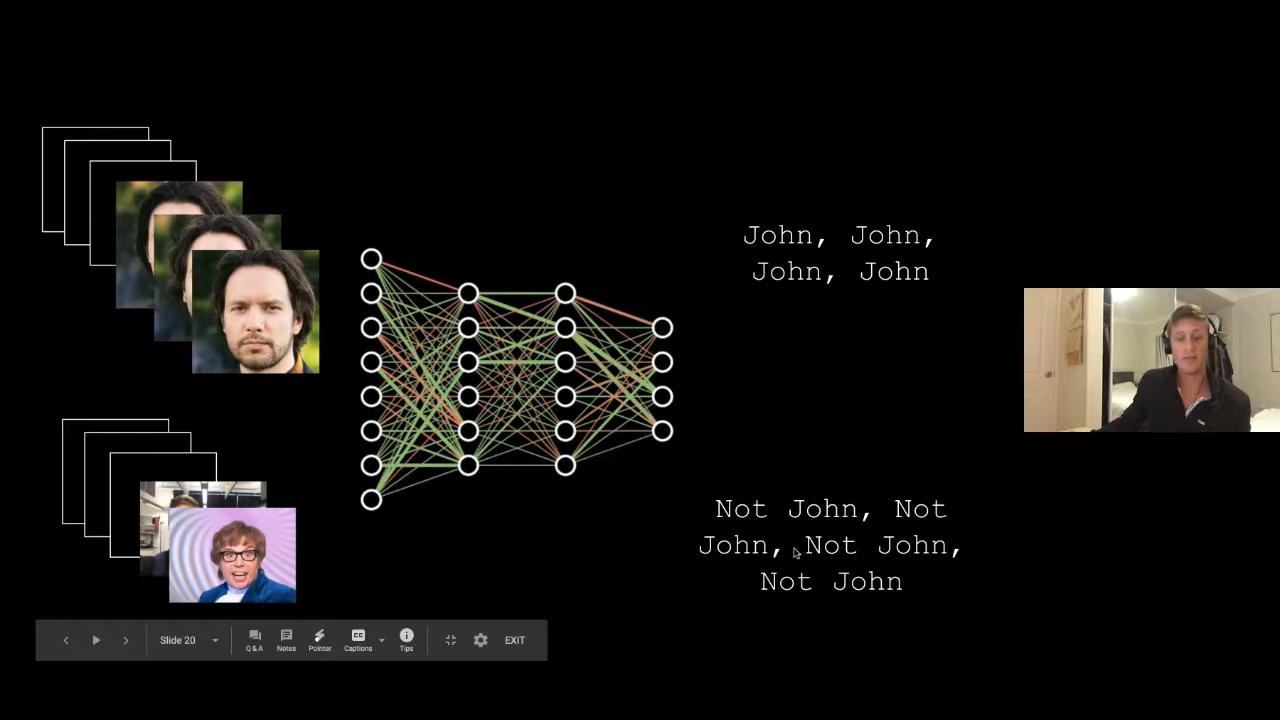 John, John,
John, John
Not John, Not
John, Not John,
Not John
Slide 20
Q & A
Notes
Pointer
CC
Captions
Tips
EXIT